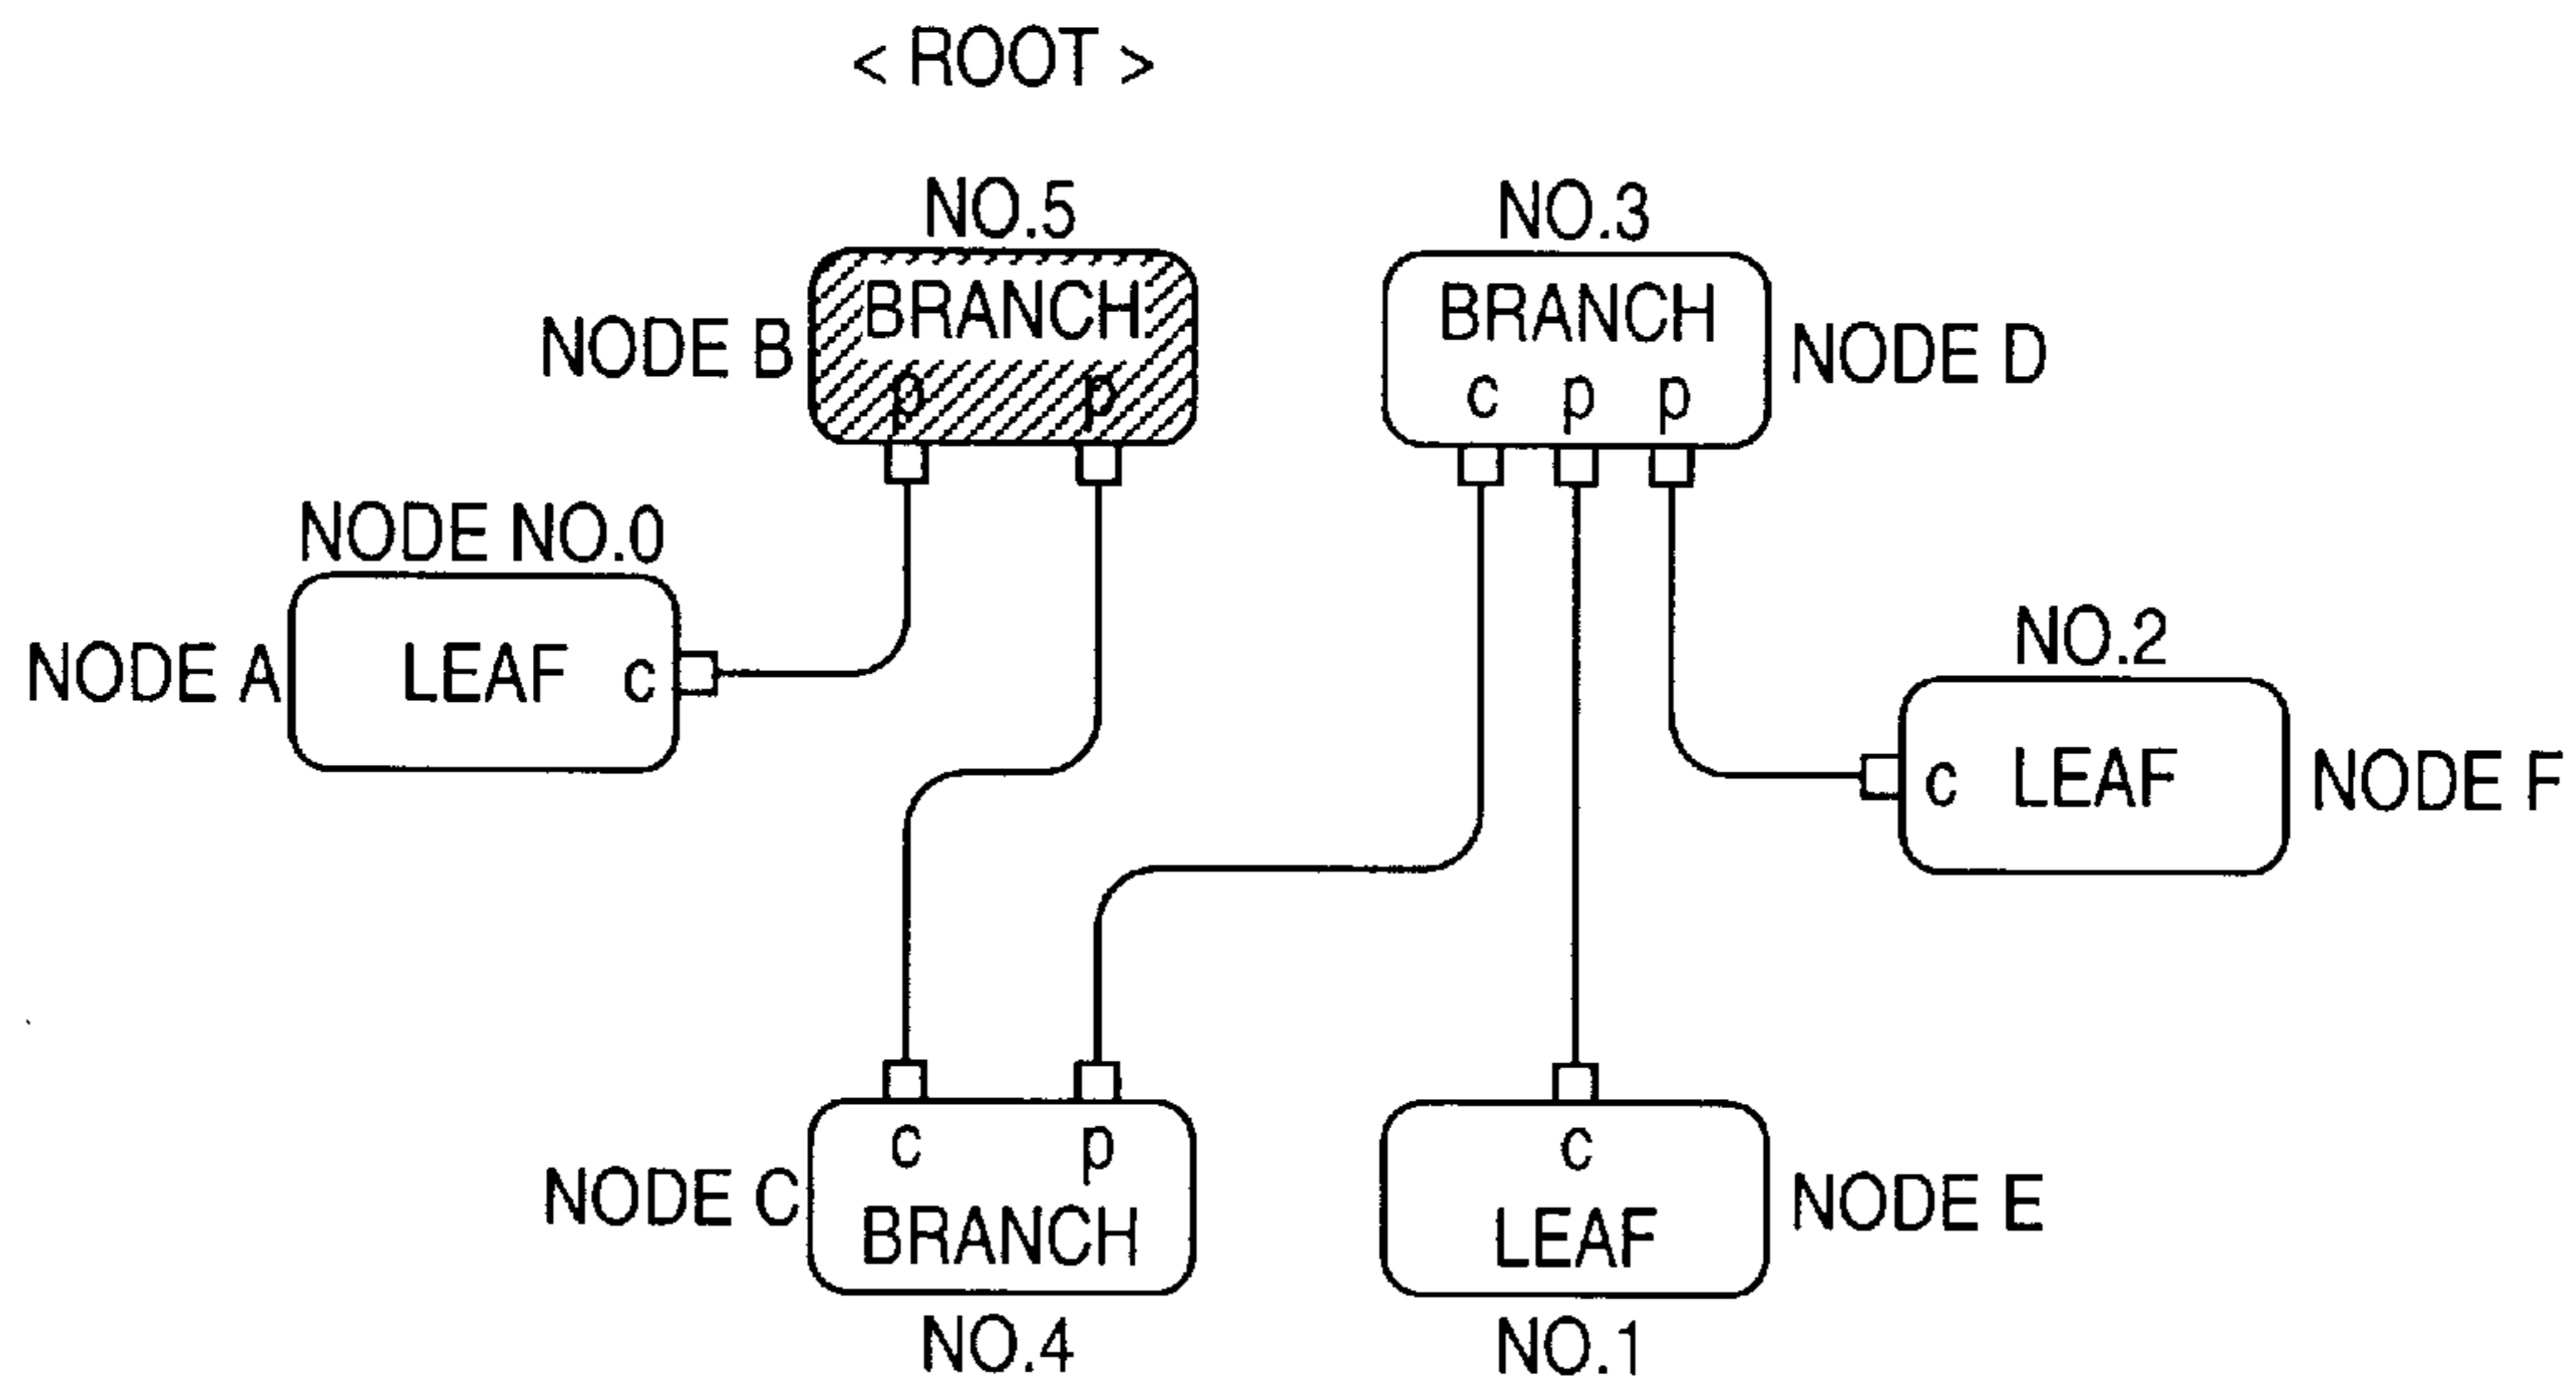 < ROOT >
NO.5
NO.3
BRANCH
BRANCH
NODE B
NODE D
p p
c p p
NODE NO.0
NO.2
NODE A
LEAF c
c LEAF
NODE F
c p
c
NODE C
NODE E
BRANCH
LEAF
NO.4
NO.1